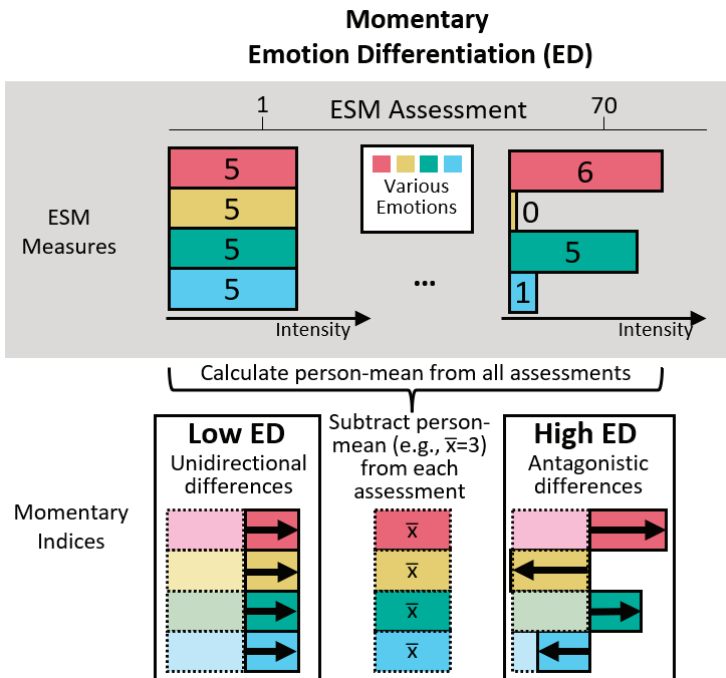 Momentary
Emotion Differentiation (ED)
1 ESM Assessment 70
ESM
Measures
5
5
5
5
Various
Emotions
...
6
0
5
1
Intensity
Intensity
Calculate person-mean from all assessments
Low ED
Unidirectional
differences
Subtract person-
mean (e.g., x̅=3)
from each
assessment
High ED
Antagonistic
differences
Momentary
Indices
x̅
x̅
x̅
x̅